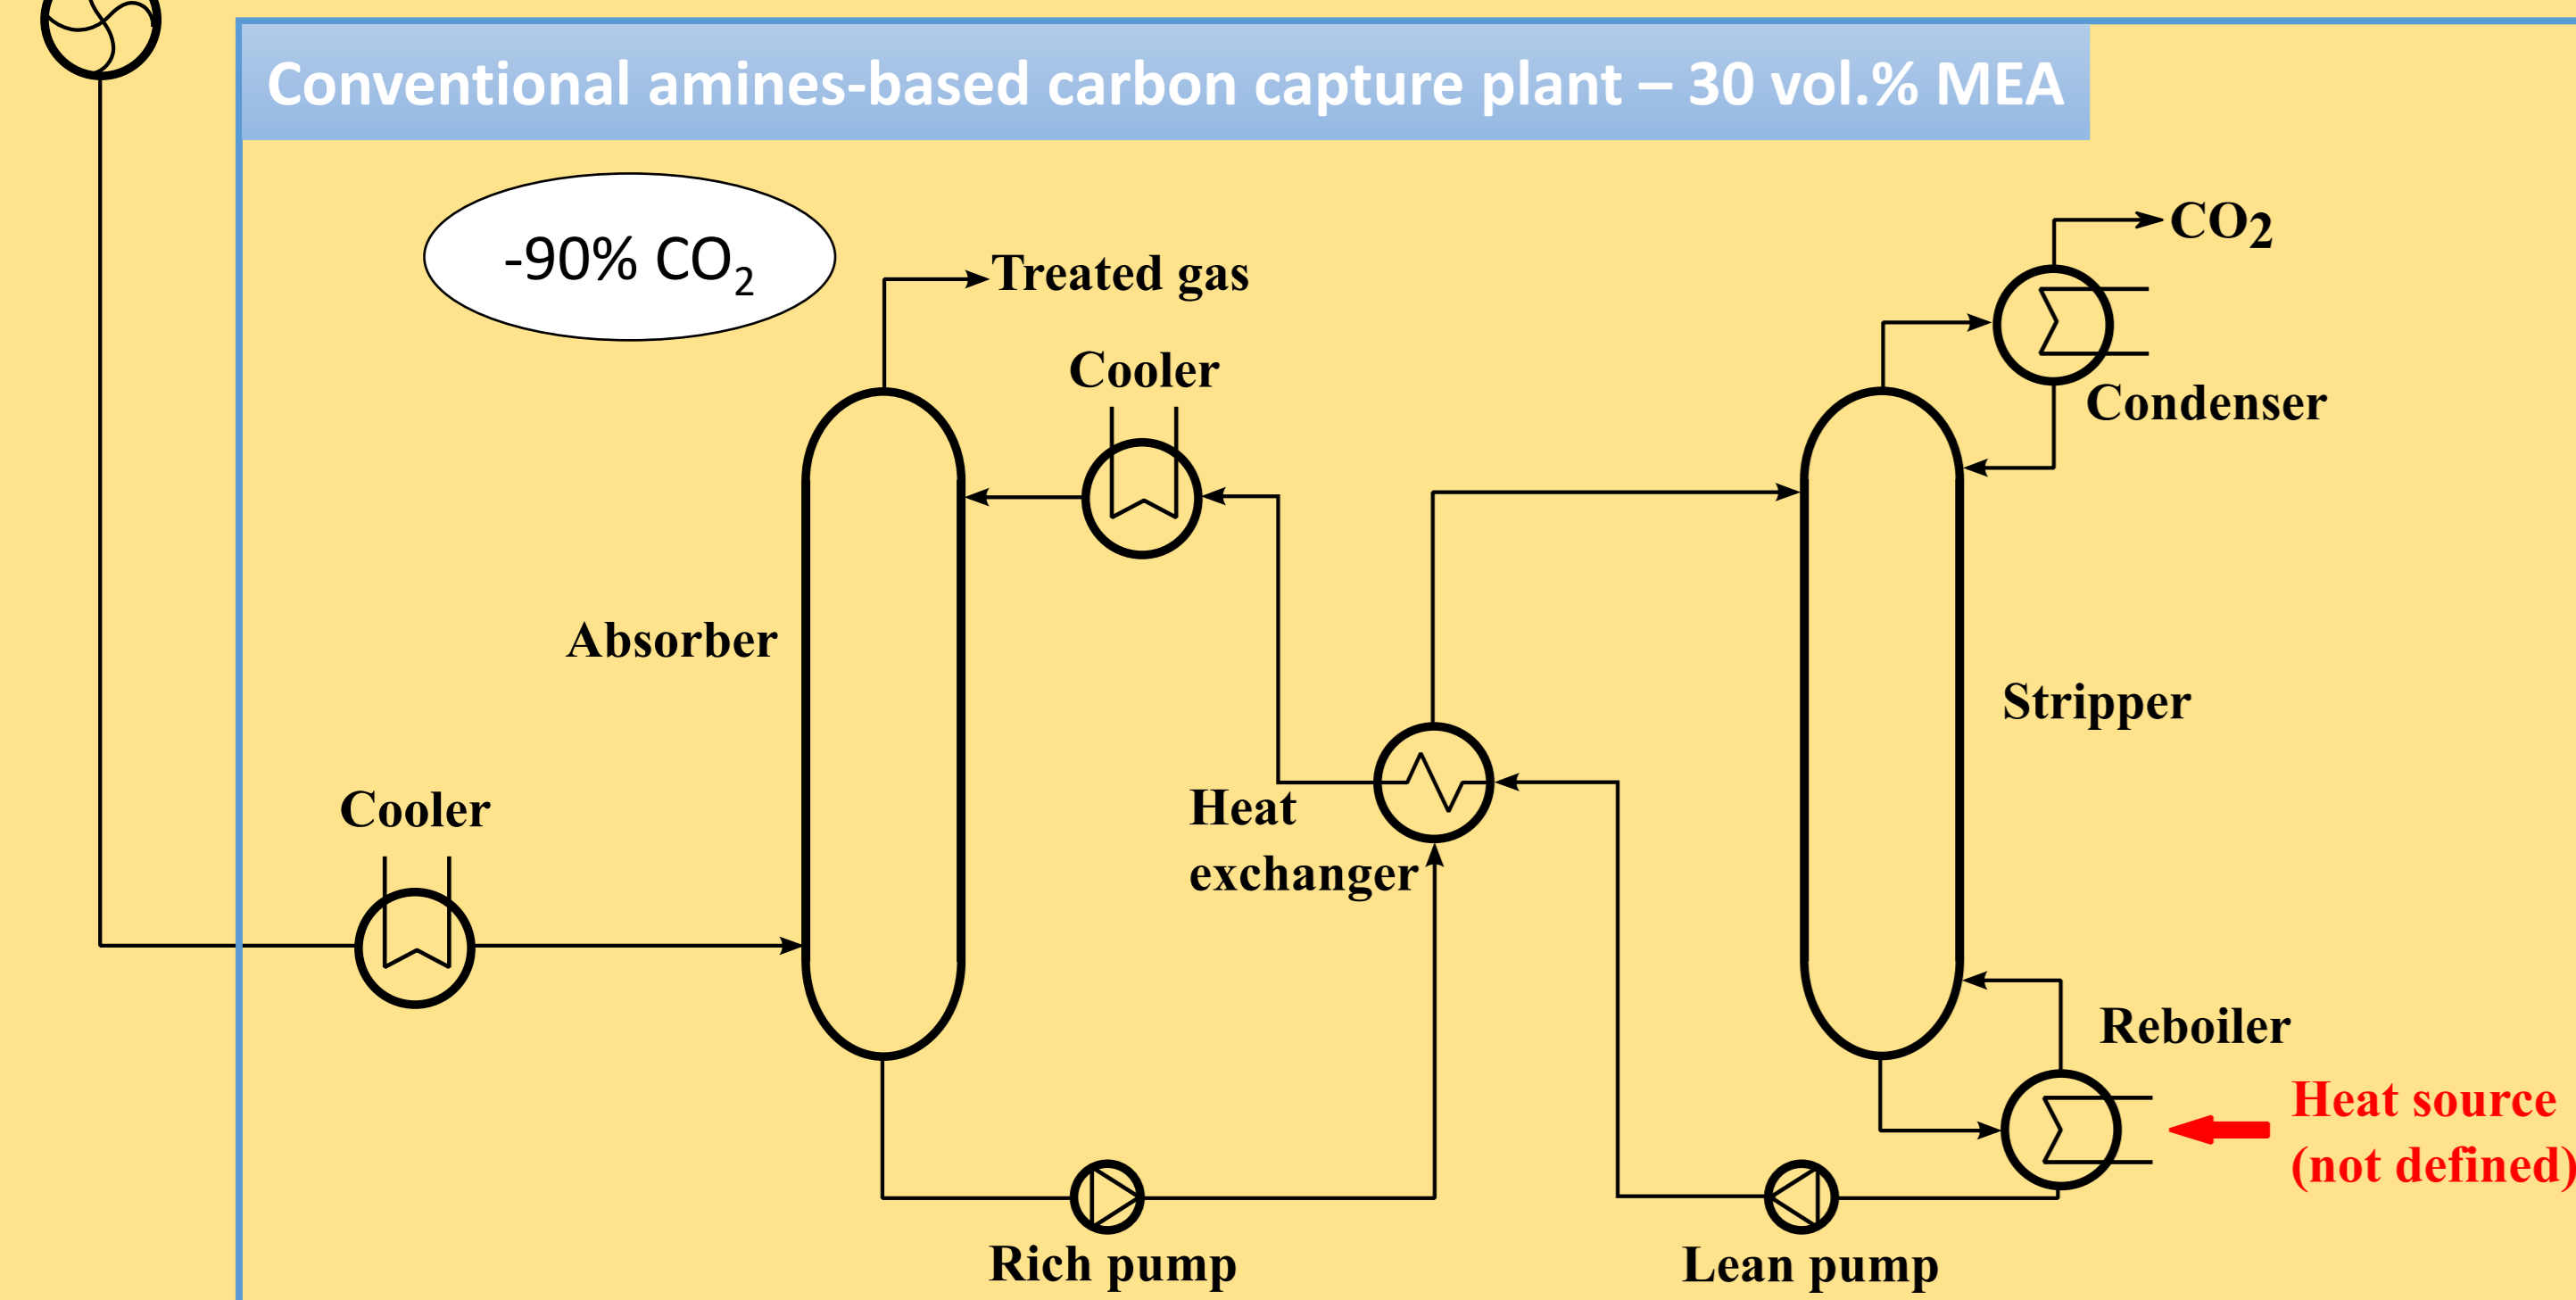 Conventional amines-based carbon capture plant – 30 vol.% MEA
-90% CO₂
CO₂
Treated gas
Cooler
Condenser
Absorber
Stripper
Cooler
Heat
exchanger
Reboiler
Heat source
(not defined)
Rich pump
Lean pump